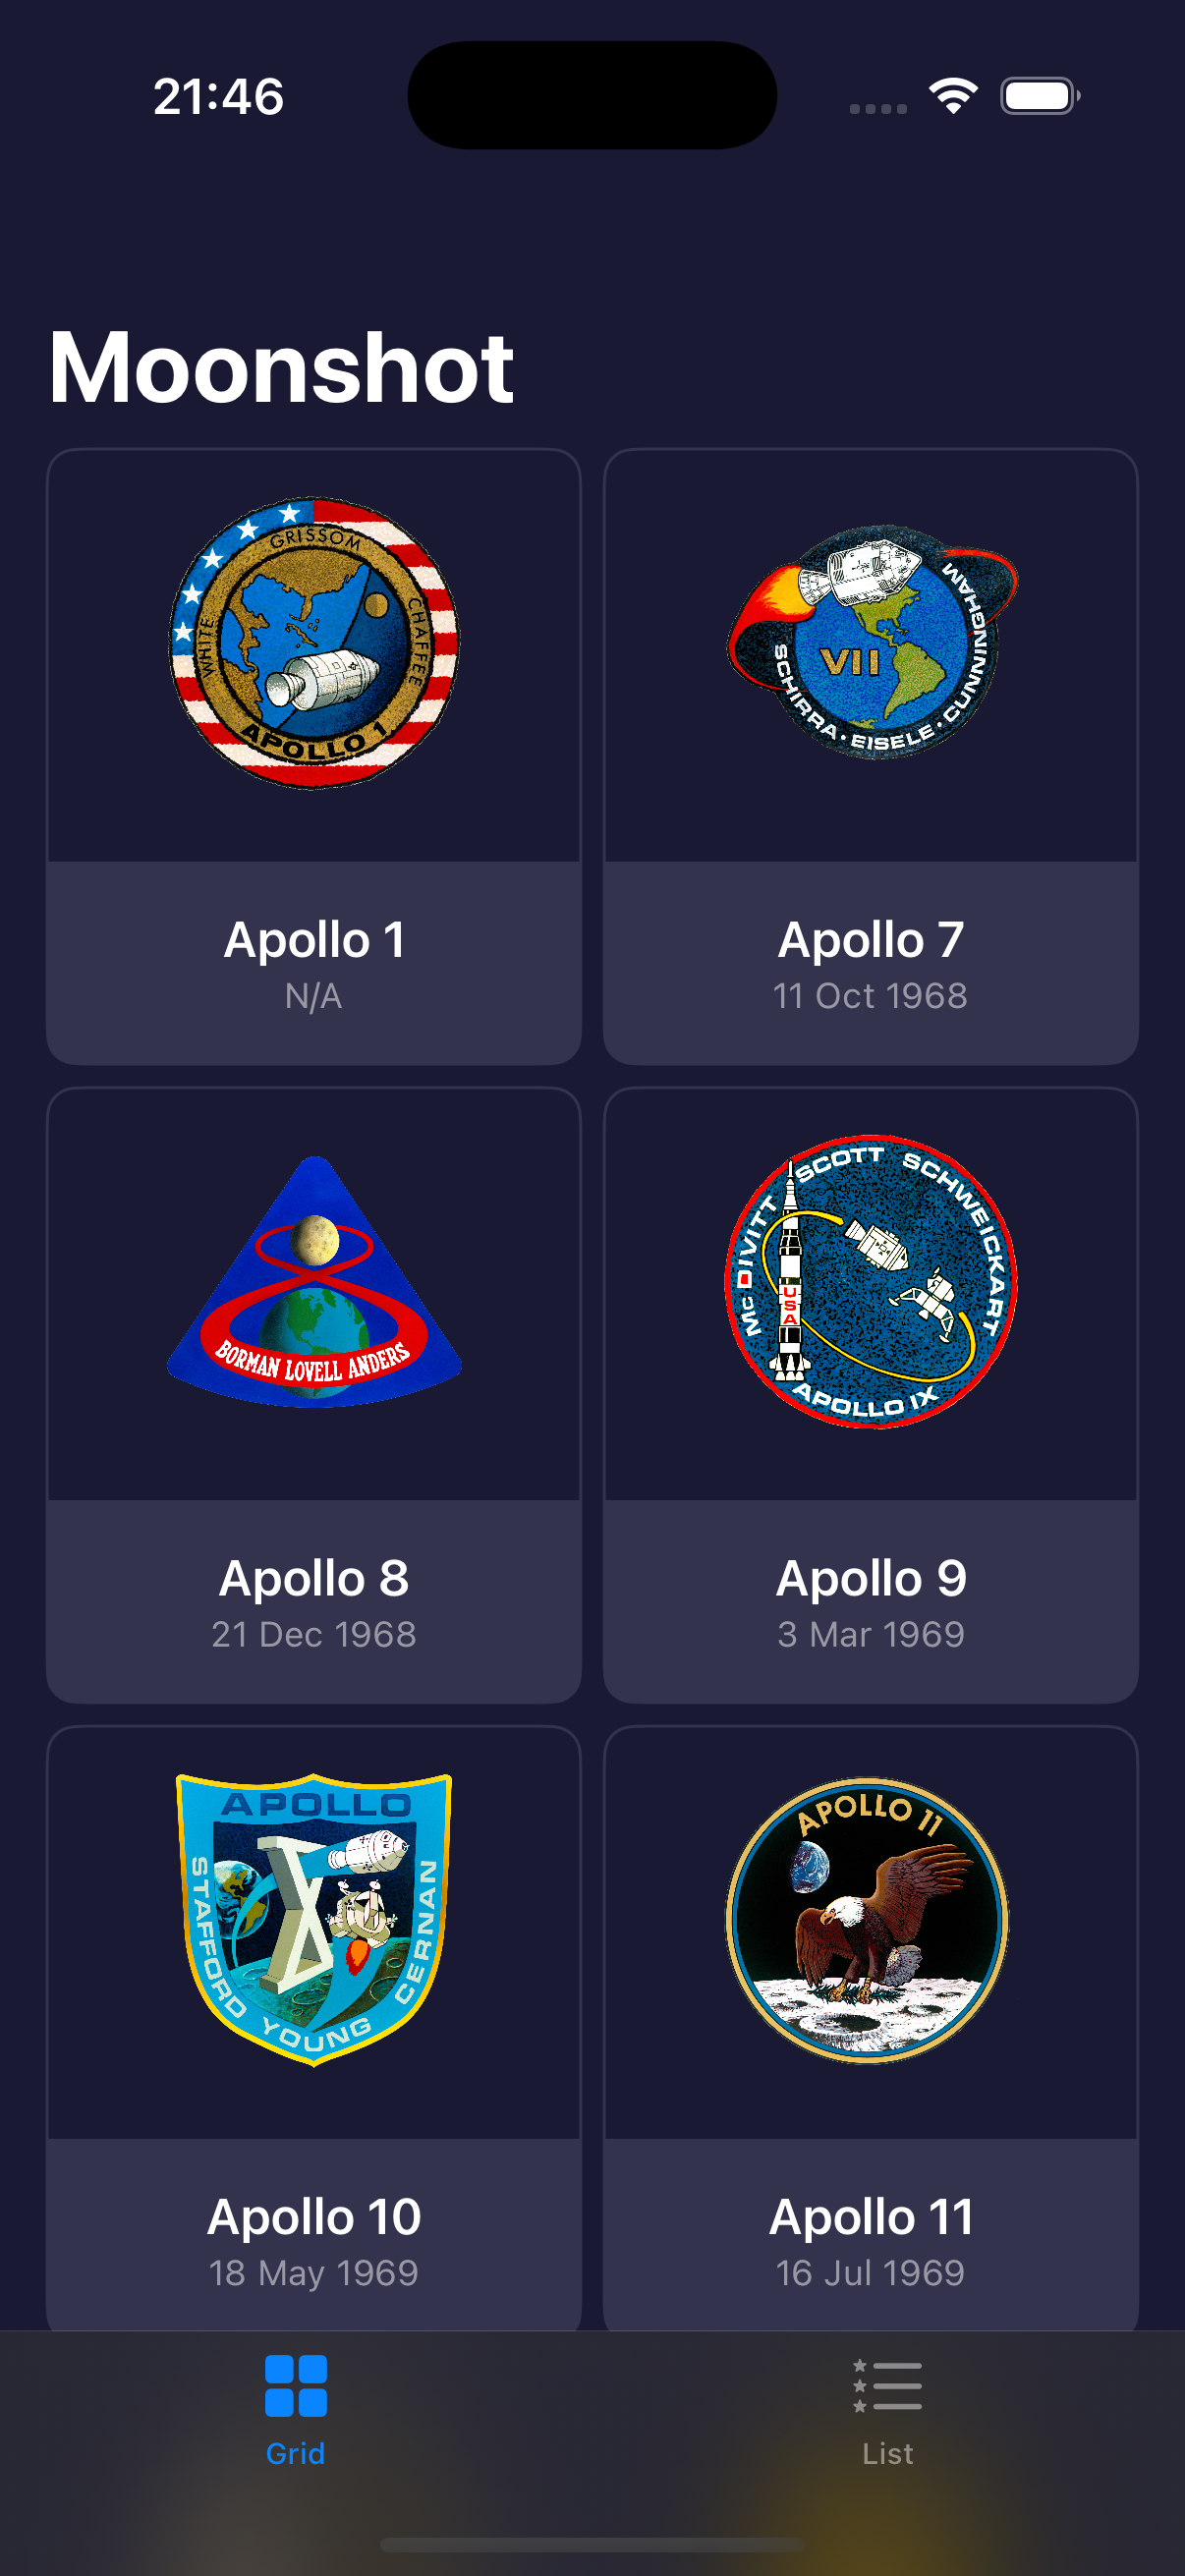 21:46
Moonshot
GRISSOM
WHITE
CHAFFEE
APOLLO 1
VII
SCHIRRA • EISELE • CUNNINGHAM
Apollo 1
N/A
Apollo 7
11 Oct 1968
BORMAN LOVELL ANDERS
Mc DIVITT SCOTT SCHWEICKART
USA
APOLLO IX
Apollo 8
21 Dec 1968
Apollo 9
3 Mar 1969
APOLLO
X
STAFFORD YOUNG CERNAN
APOLLO 11
Apollo 10
18 May 1969
Apollo 11
16 Jul 1969
Grid
List